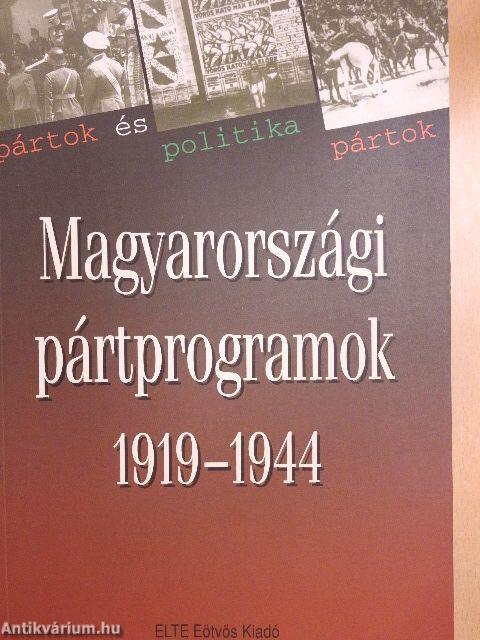 pártok és politika pártok
Magyarországi
pártprogramok
1919–1944
ELTE Eötvös Kiadó
Antikvárium.hu